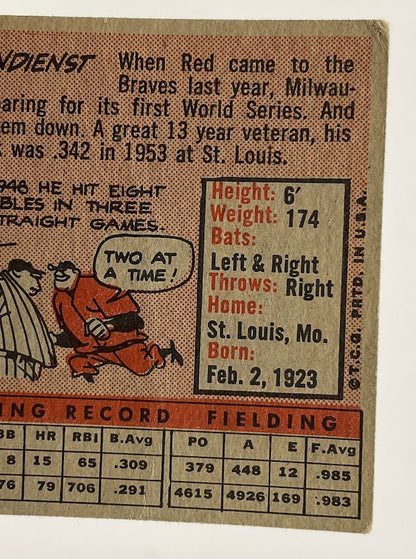 NDIENST When Red came to the
Braves last year, Milwau-
paring for its first World Series. And
em down. A great 13 year veteran, his
k was .342 in 1953 at St. Louis.
948 HE HIT EIGHT
BLES IN THREE
TRAIGHT GAMES
TWO AT
A TIME!
Height: 6'
Weight: 174
Bats:
Left & Right
Throws: Right
Home:
St. Louis, Mo.
Born:
Feb. 2, 1923
© T.C.G. PRTD. IN U.S.A.
ING RECORD FIELDING
BB HR RBI B.Avg PO A E F.Avg
8 15 65 .309 379 448 12 .985
76 79 706 .291 4615 4926 169 .983